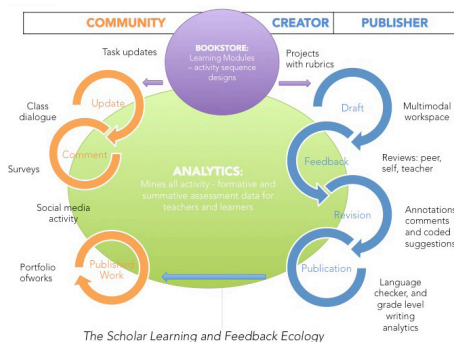 COMMUNITY
CREATOR
PUBLISHER
BOOKSTORE:
Learning Modules
– activity sequence
designs
Task updates
Projects
with rubrics
Update
Class
dialogue
Comment
Surveys
Social media
activity
Published
Work
Portfolio
ofworks
ANALYTICS:
Mines all activity - formative and
summative assessment data for
teachers and learners
Draft
Multimodal
workspace
Feedback
Reviews: peer,
self, teacher
Revision
Annotations
comments
and coded
suggestions
Publication
Language
checker, and
grade level
writing
analytics
The Scholar Learning and Feedback Ecology